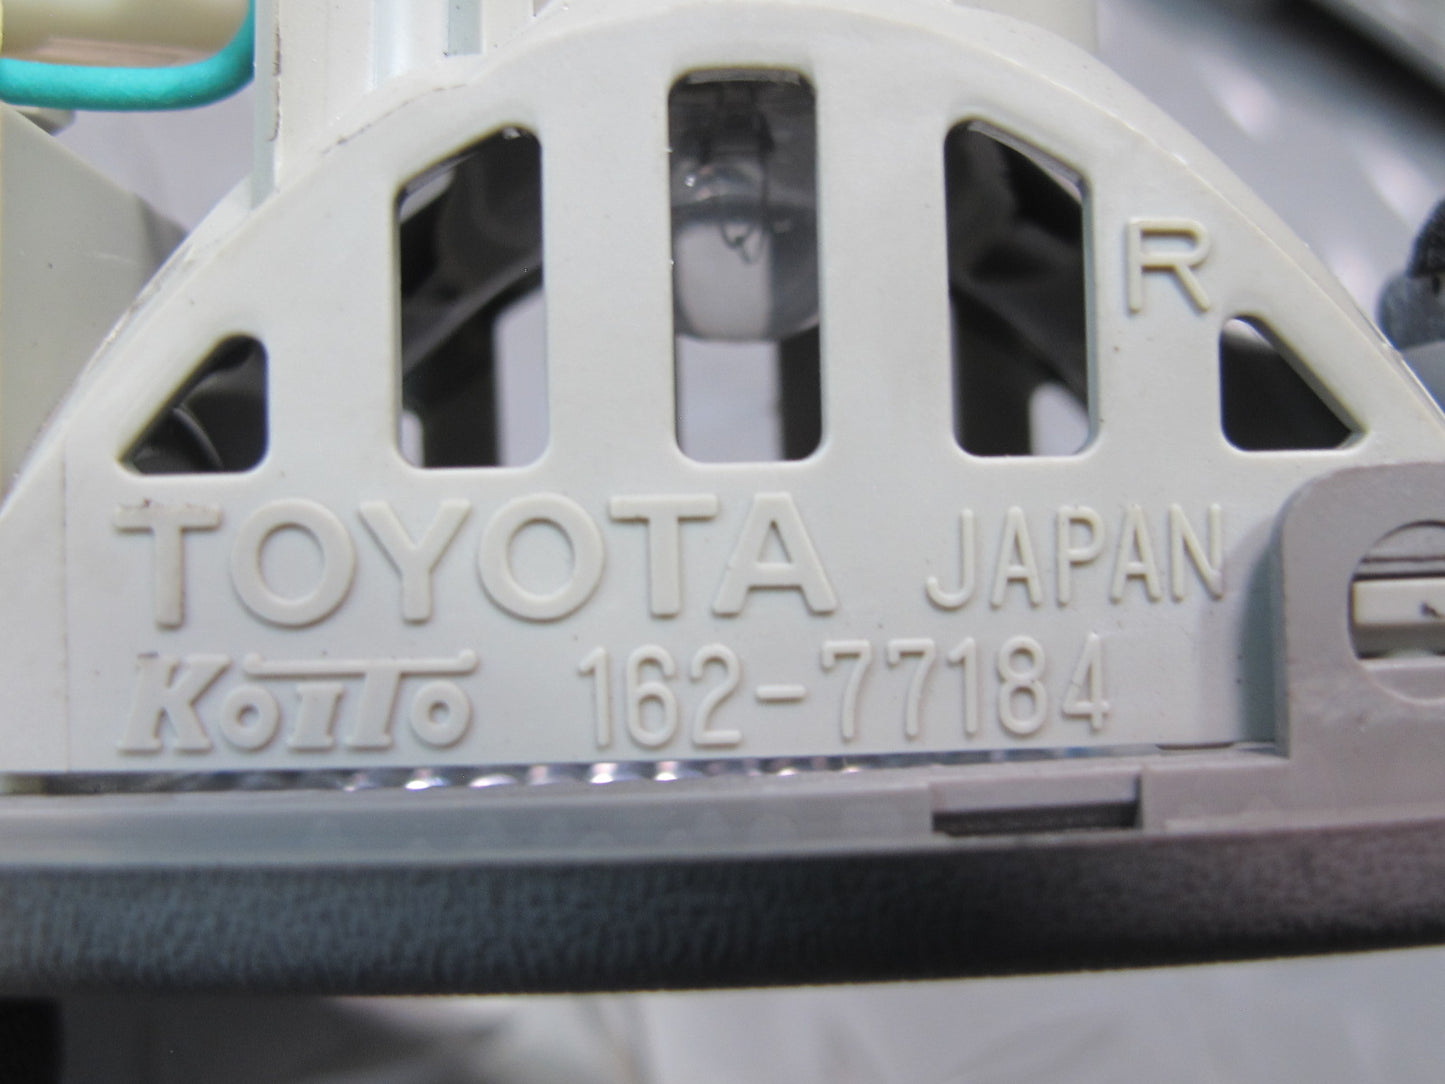 R
TOYOTA JAPAN
KOITO 162-77184